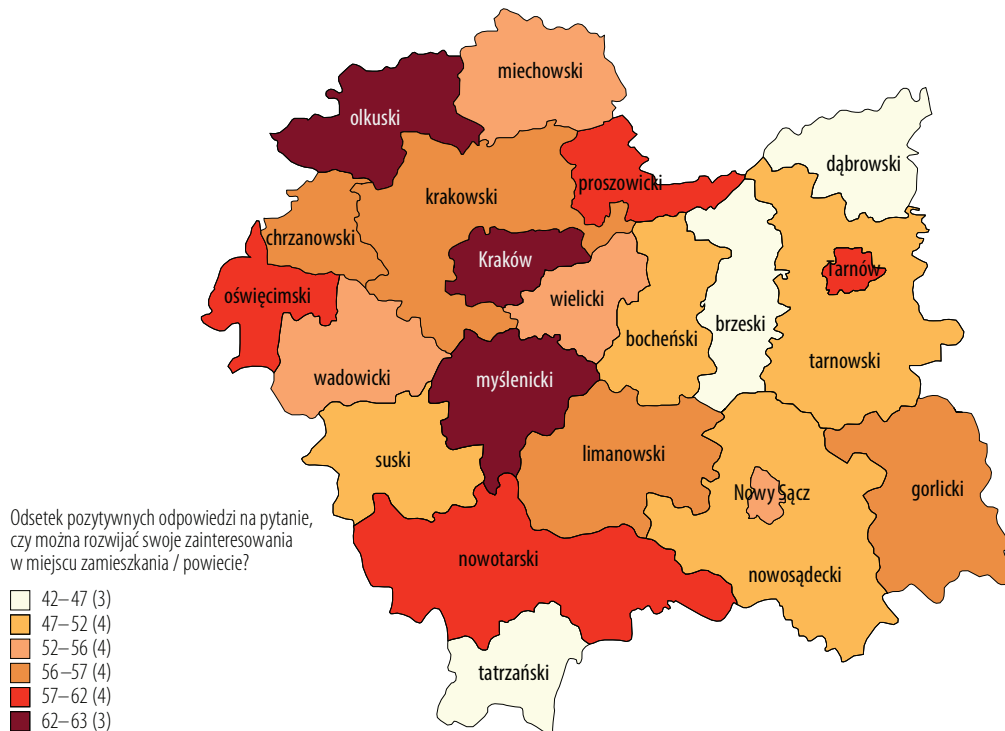 miechowski
olkuski
dąbrowski
proszowicki
krakowski
chrzanowski
Kraków
Tarnów
oświęcimski
wielicki
brzeski
bocheński
tarnowski
wadowicki
myślenicki
suski
limanowski
Nowy Sącz
gorlicki
Odsetek pozytywnych odpowiedzi na pytanie,
czy można rozwijać swoje zainteresowania
w miejscu zamieszkania / powiecie?
nowotarski
nowosądecki
tatrzański
42–47 (3)
47–52 (4)
52–56 (4)
56–57 (4)
57–62 (4)
62–63 (3)